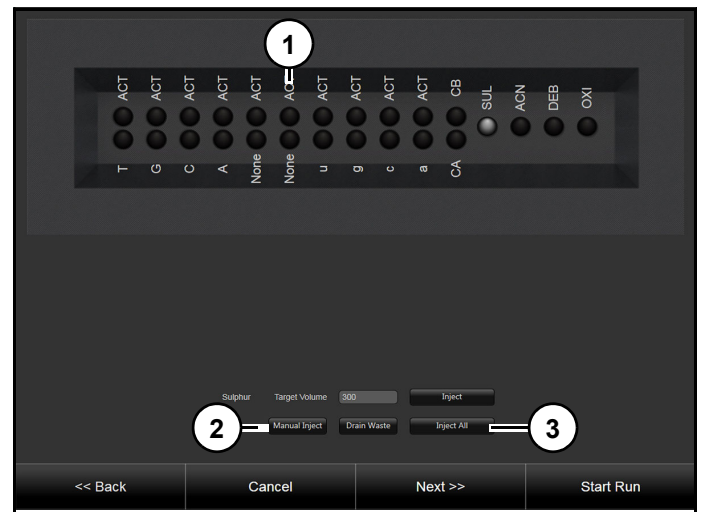 1
ACT ACT ACT ACT ACT ACT ACT ACT ACT ACT CB SUL ACN DEB OXI
T G C A None None u g c a CA
Sulphur Target Volume 300 Inject
2 Manual Inject Drain Waste Inject All 3
<< Back Cancel Next >> Start Run